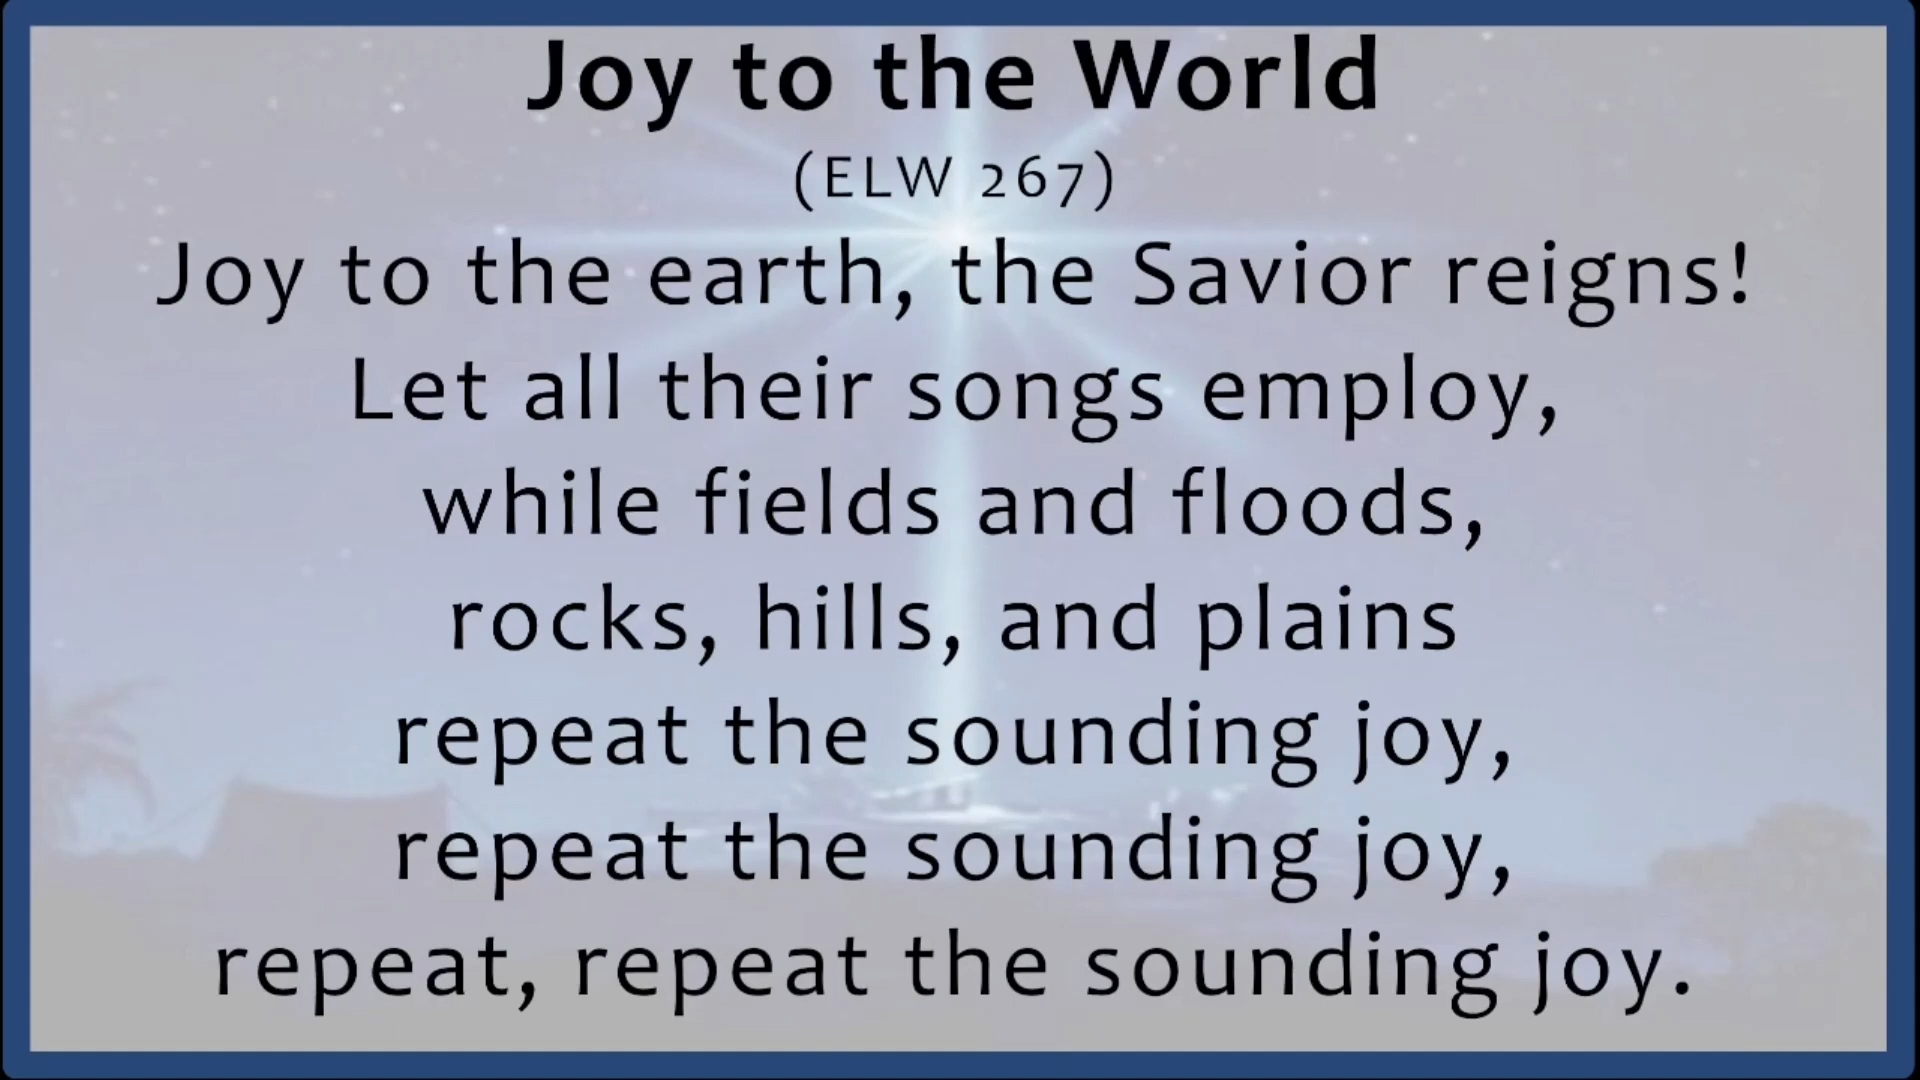 Joy to the World
(ELW 267)
Joy to the earth, the Savior reigns!
Let all their songs employ,
while fields and floods,
rocks, hills, and plains
repeat the sounding joy,
repeat the sounding joy,
repeat, repeat the sounding joy.